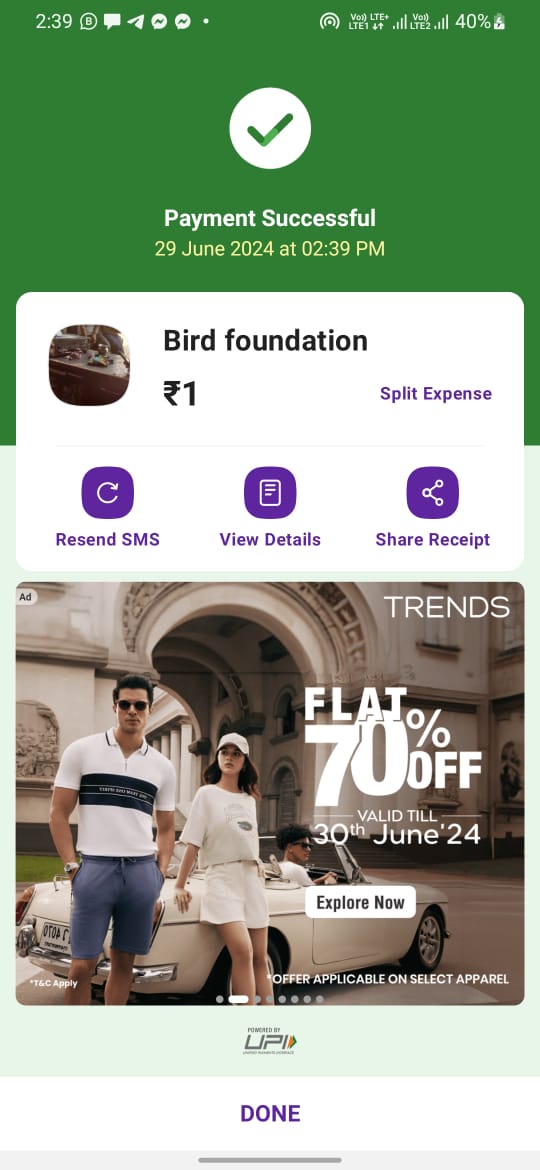 2:39
Vo) LTE+
LTE1
Vo)
LTE2
40%
Payment Successful
29 June 2024 at 02:39 PM
Bird foundation
₹1
Split Expense
Resend SMS
View Details
Share Receipt
Ad
TRENDS
FLAT
70% OFF
VALID TILL
30th June'24
Explore Now
*T&C Apply
*OFFER APPLICABLE ON SELECT APPAREL
POWERED BY
UPI
UNIFIED PAYMENTS INTERFACE
DONE